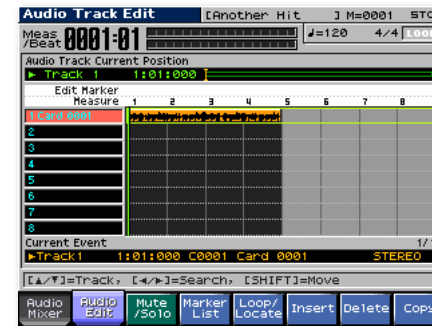 Audio Track Edit [Another Hit ] M=0001 STO
Meas /Beat 0001:01 ♩=120 4/4 LOOP
Audio Track Current Position
► Track 1 1:01:000
Edit Marker
Measure 1 2 3 4 5 6 7 8
1 Card 0001
2
3
4
5
6
7
8
Current Event 1/1
►Track1 1:01:000 C0001 Card 0001 STEREO
[▲/▼]=Track, [◄/►]=Search, [SHIFT]=Move
Audio Mixer Audio Edit Mute /Solo Marker List Loop/ Locate Insert Delete Copy